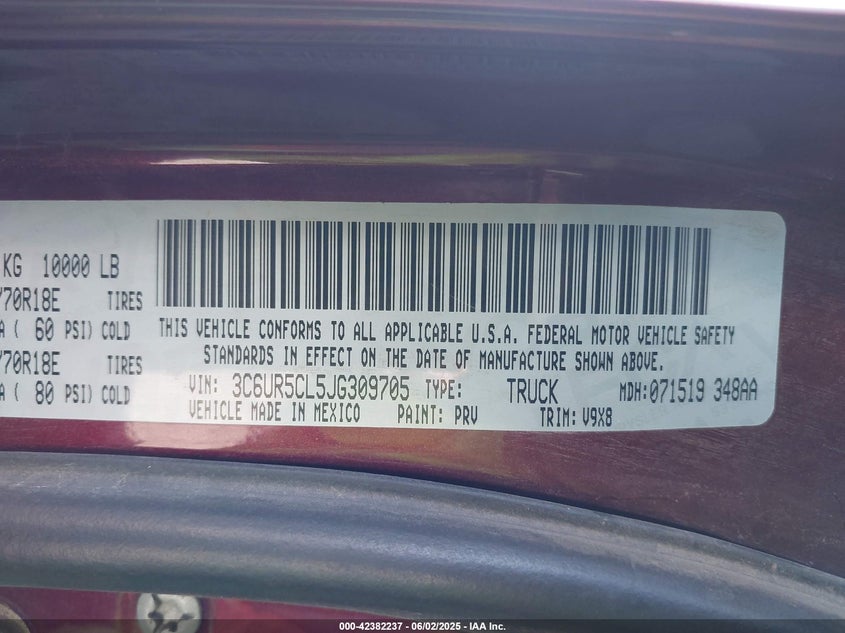 KG 10000 LB
/70R18E TIRES
A ( 60 PSI) COLD
/70R18E TIRES
A ( 80 PSI) COLD
THIS VEHICLE CONFORMS TO ALL APPLICABLE U.S.A. FEDERAL MOTOR VEHICLE SAFETY
STANDARDS IN EFFECT ON THE DATE OF MANUFACTURE SHOWN ABOVE.
VIN: 3C6UR5CL5JG309705 TYPE: TRUCK MDH:071519 348AA
VEHICLE MADE IN MEXICO PAINT: PRV TRIM: V9X8
000-42382237 - 06/02/2025 - IAA Inc.